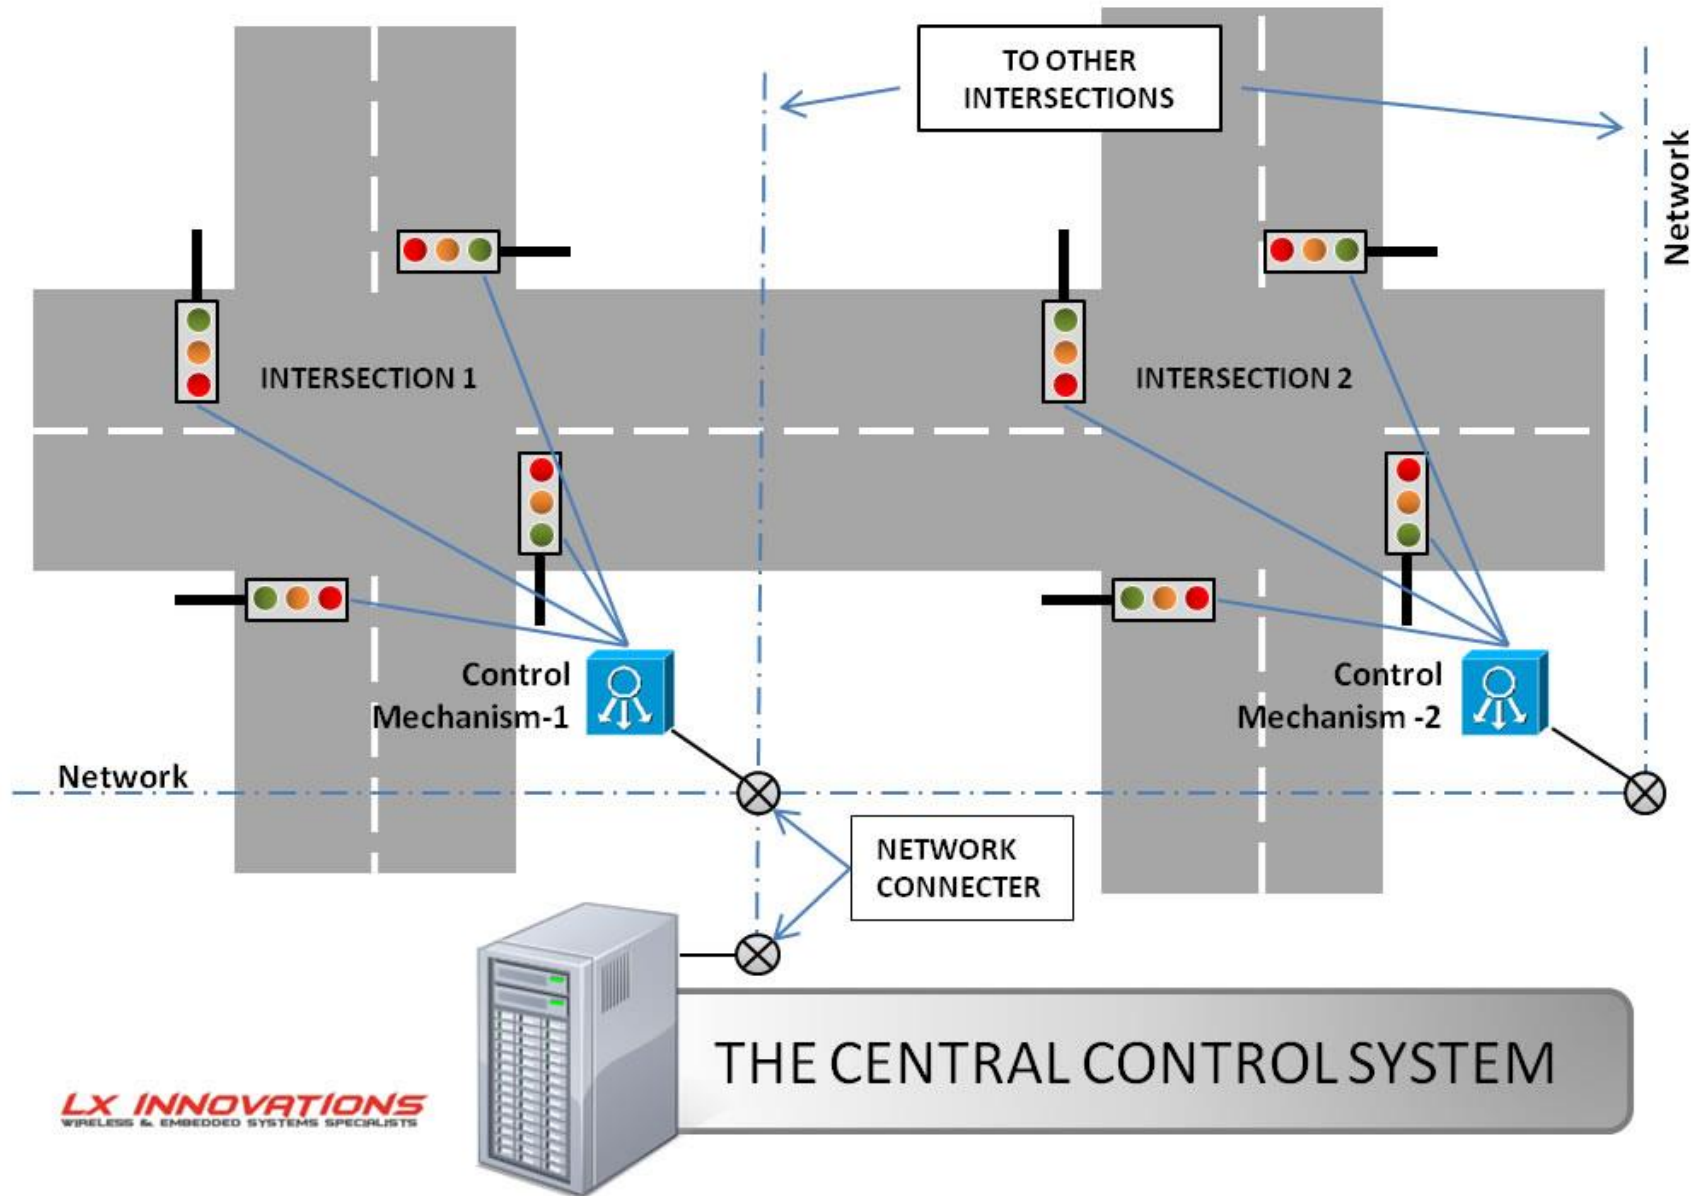 TO OTHER
INTERSECTIONS
Network
INTERSECTION 1
INTERSECTION 2
Control
Mechanism-1
Control
Mechanism -2
Network
NETWORK
CONNECTER
THE CENTRAL CONTROL SYSTEM
LX INNOVATIONS
WIRELESS & EMBEDDED SYSTEMS SPECIALISTS